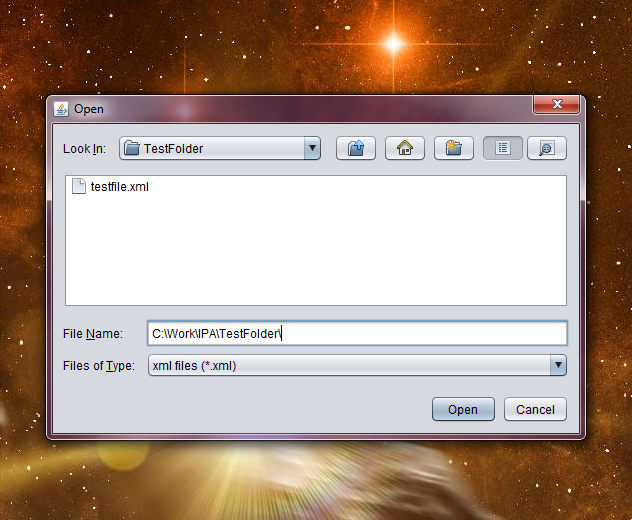 Open
Look In: TestFolder
testfile.xml
File Name: C:\Work\IPA\TestFolder\
Files of Type: xml files (*.xml)
Open Cancel